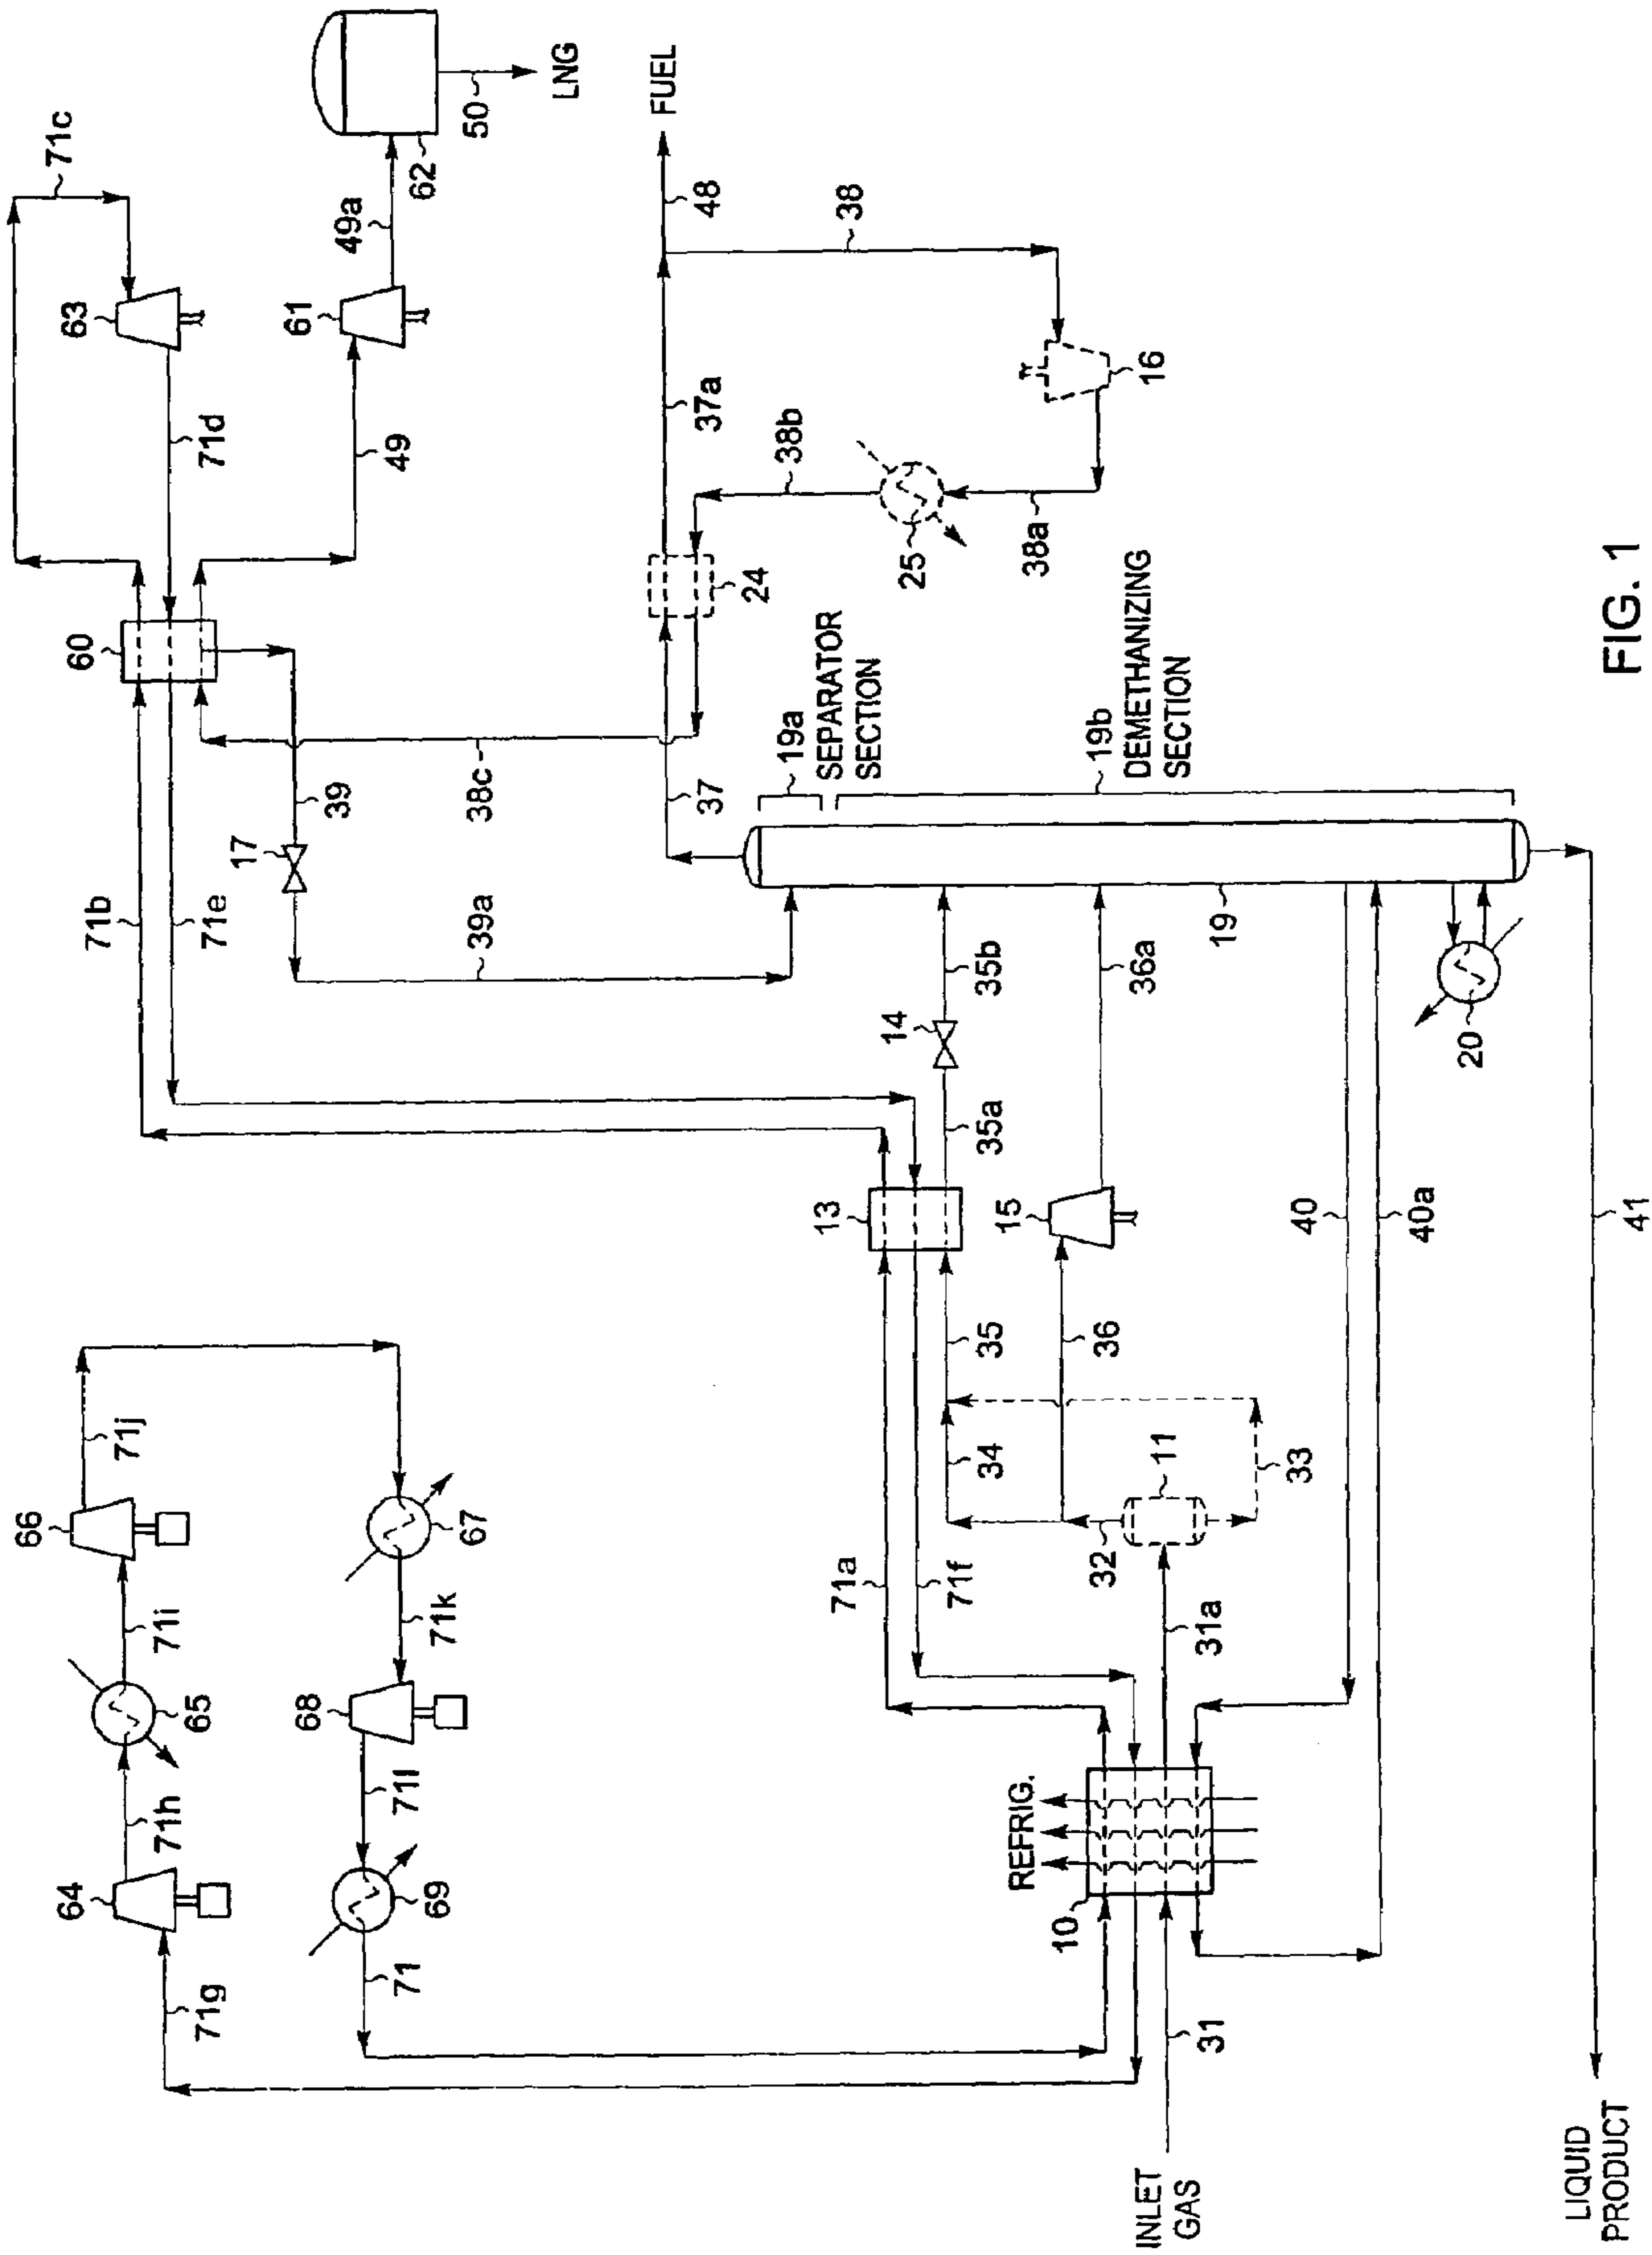 71c
63
71d
60
61
49a
62
50
LNG
49
FUEL
48
38
37a
38b
16
25
38a
24
71b
71e
39
38c
17
39a
37
19a
SEPARATOR
SECTION
19b
DEMETHANIZING
SECTION
19
14
35b
35a
36a
20
13
15
40
40a
41
35
36
34
11
33
32
71a
71f
31a
66
71j
67
71i
71k
65
68
71h
71l
64
69
71g
71
REFRIG.
10
31
INLET
GAS
LIQUID
PRODUCT
FIG. 1